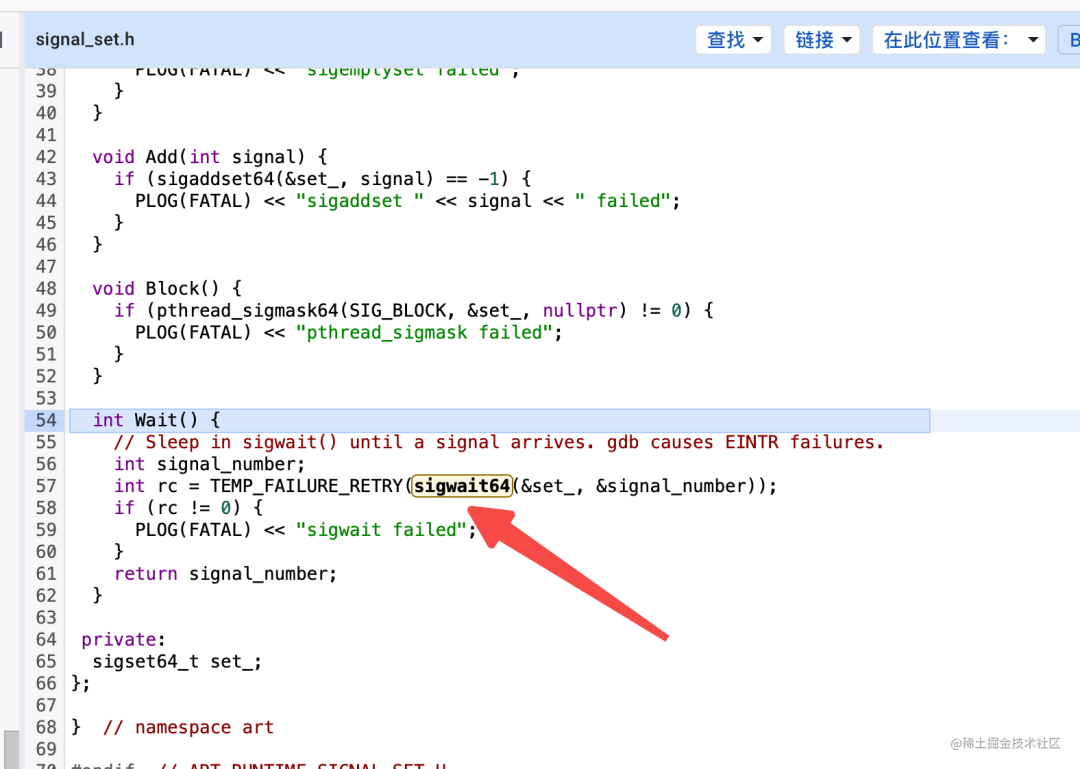 signal_set.h 查找 链接 在此位置查看： B
38 PLOG(FATAL) << "sigemptyset failed";
39 }
40 }
41
42 void Add(int signal) {
43 if (sigaddset64(&set_, signal) == -1) {
44 PLOG(FATAL) << "sigaddset " << signal << " failed";
45 }
46 }
47
48 void Block() {
49 if (pthread_sigmask64(SIG_BLOCK, &set_, nullptr) != 0) {
50 PLOG(FATAL) << "pthread_sigmask failed";
51 }
52 }
53
54 int Wait() {
55 // Sleep in sigwait() until a signal arrives. gdb causes EINTR failures.
56 int signal_number;
57 int rc = TEMP_FAILURE_RETRY(sigwait64(&set_, &signal_number));
58 if (rc != 0) {
59 PLOG(FATAL) << "sigwait failed";
60 }
61 return signal_number;
62 }
63
64 private:
65 sigset64_t set_;
66 };
67
68 } // namespace art
69
70 #endif // ART_RUNTIME_SIGNAL_SET_H_
@稀土掘金技术社区